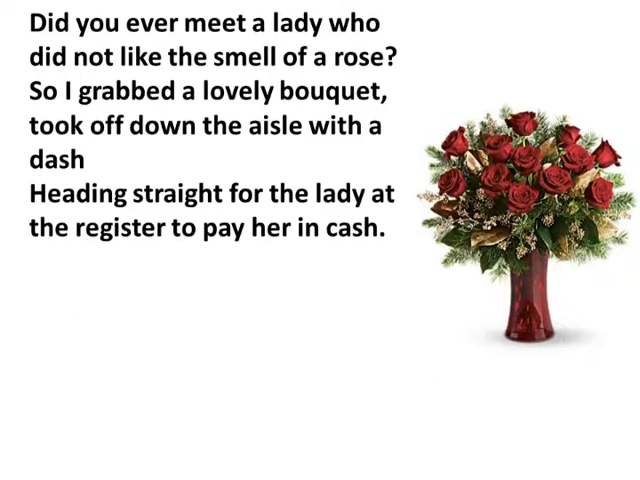 Did you ever meet a lady who
did not like the smell of a rose?
So I grabbed a lovely bouquet,
took off down the aisle with a
dash
Heading straight for the lady at
the register to pay her in cash.